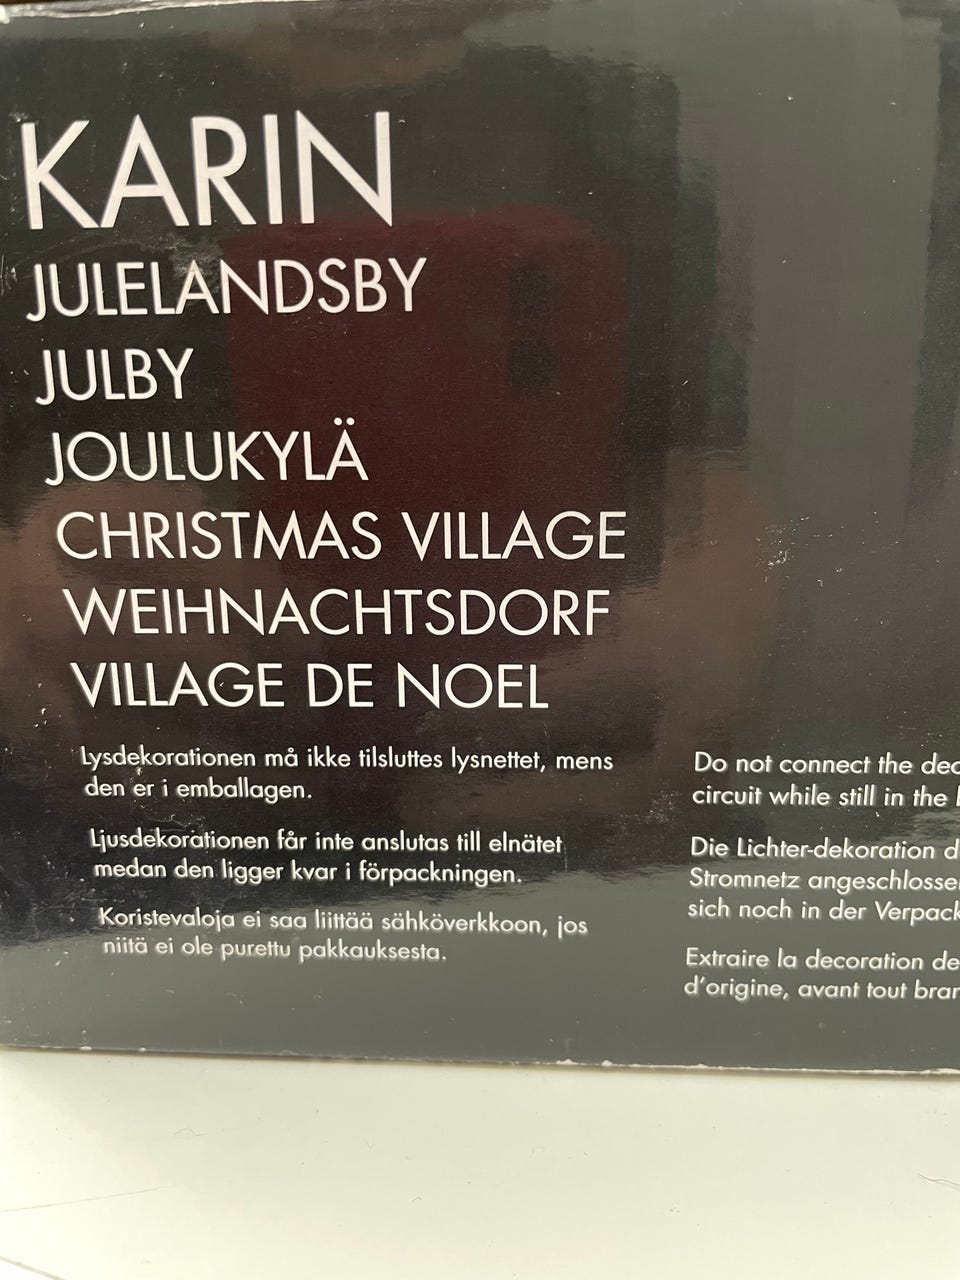 KARIN
JULELANDSBY
JULBY
JOULUKYLÄ
CHRISTMAS VILLAGE
WEIHNACHTSDORF
VILLAGE DE NOEL
Lysdekorationen må ikke tilsluttes lysnettet, mens
den er i emballagen.
Ljusdekorationen får inte anslutas till elnätet
medan den ligger kvar i förpackningen.
Koristevaloja ei saa liittää sähköverkkoon, jos
niitä ei ole purettu pakkauksesta.
Do not connect the
circuit while still in the
Die Lichter-dekoration
Stromnetz
sich noch in der
Extraire la decoration
d'origine, avant tout